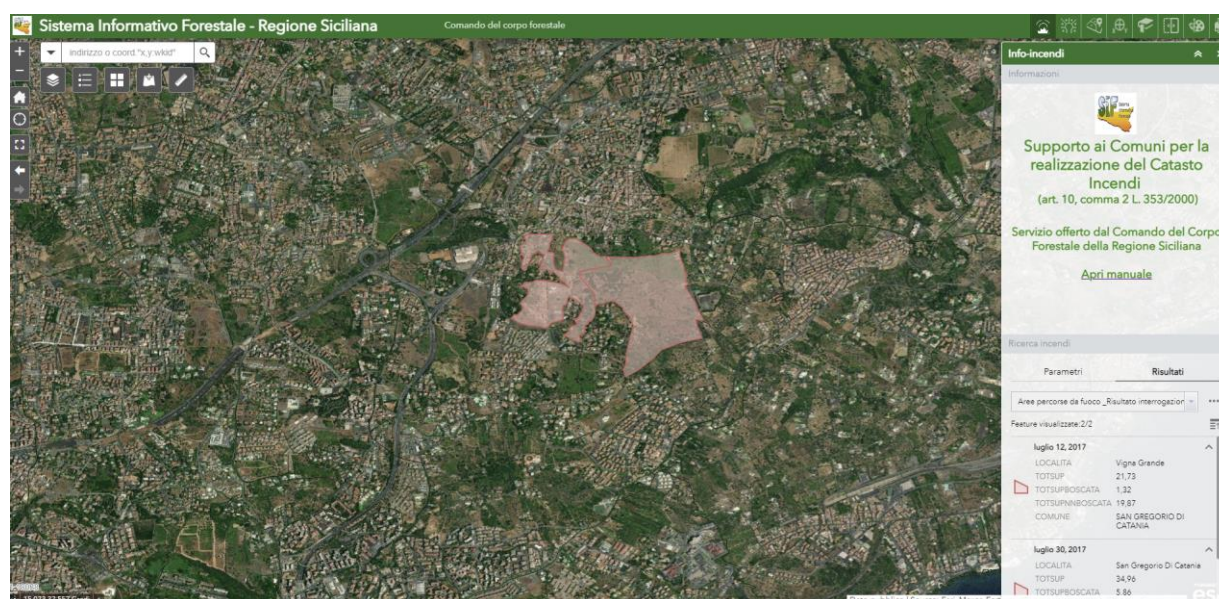 Sistema Informativo Forestale - Regione Siciliana
Comando del corpo forestale
indirizzo o coord."x,y:wkid"
Info-incendi
Informazioni
Supporto ai Comuni per la
realizzazione del Catasto
Incendi
(art. 10, comma 2 L. 353/2000)
Servizio offerto dal Comando del Corpo
Forestale della Regione Siciliana
Apri manuale
Ricerca incendi
Parametri Risultati
Aree percorse da fuoco _Risultato interrogazion
Feature visualizzate:2/2
luglio 12, 2017
LOCALITA Vigna Grande
TOTSUP 21,73
TOTSUPBOSCATA 1,32
TOTSUPNNBOSCATA 19,87
COMUNE SAN GREGORIO DI
CATANIA
luglio 30, 2017
LOCALITA San Gregorio Di Catania
TOTSUP 34,96
TOTSUPBOSCATA 5,86